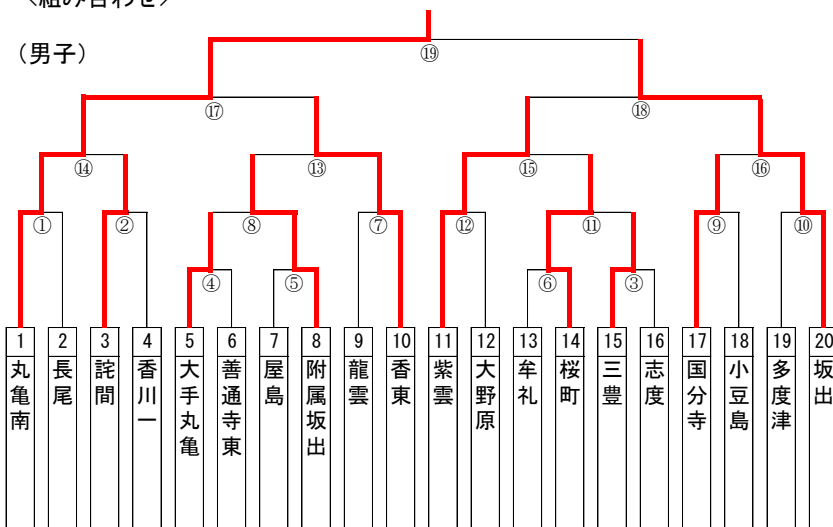 ＜組み合わせ＞
（男子）
⑲
⑰
⑱
⑭
⑬
⑮
⑯
①
②
⑧
⑦
⑫
⑪
⑨
⑩
④
⑤
⑥
③
1 2 3 4 5 6 7 8 9 10 11 12 13 14 15 16 17 18 19 20
丸亀南
長尾
詫間
香川一
大手丸亀
善通寺東
屋島
附属坂出
龍雲
香東
紫雲
大野原
牟礼
桜町
三豊
志度
国分寺
小豆島
多度津
坂出